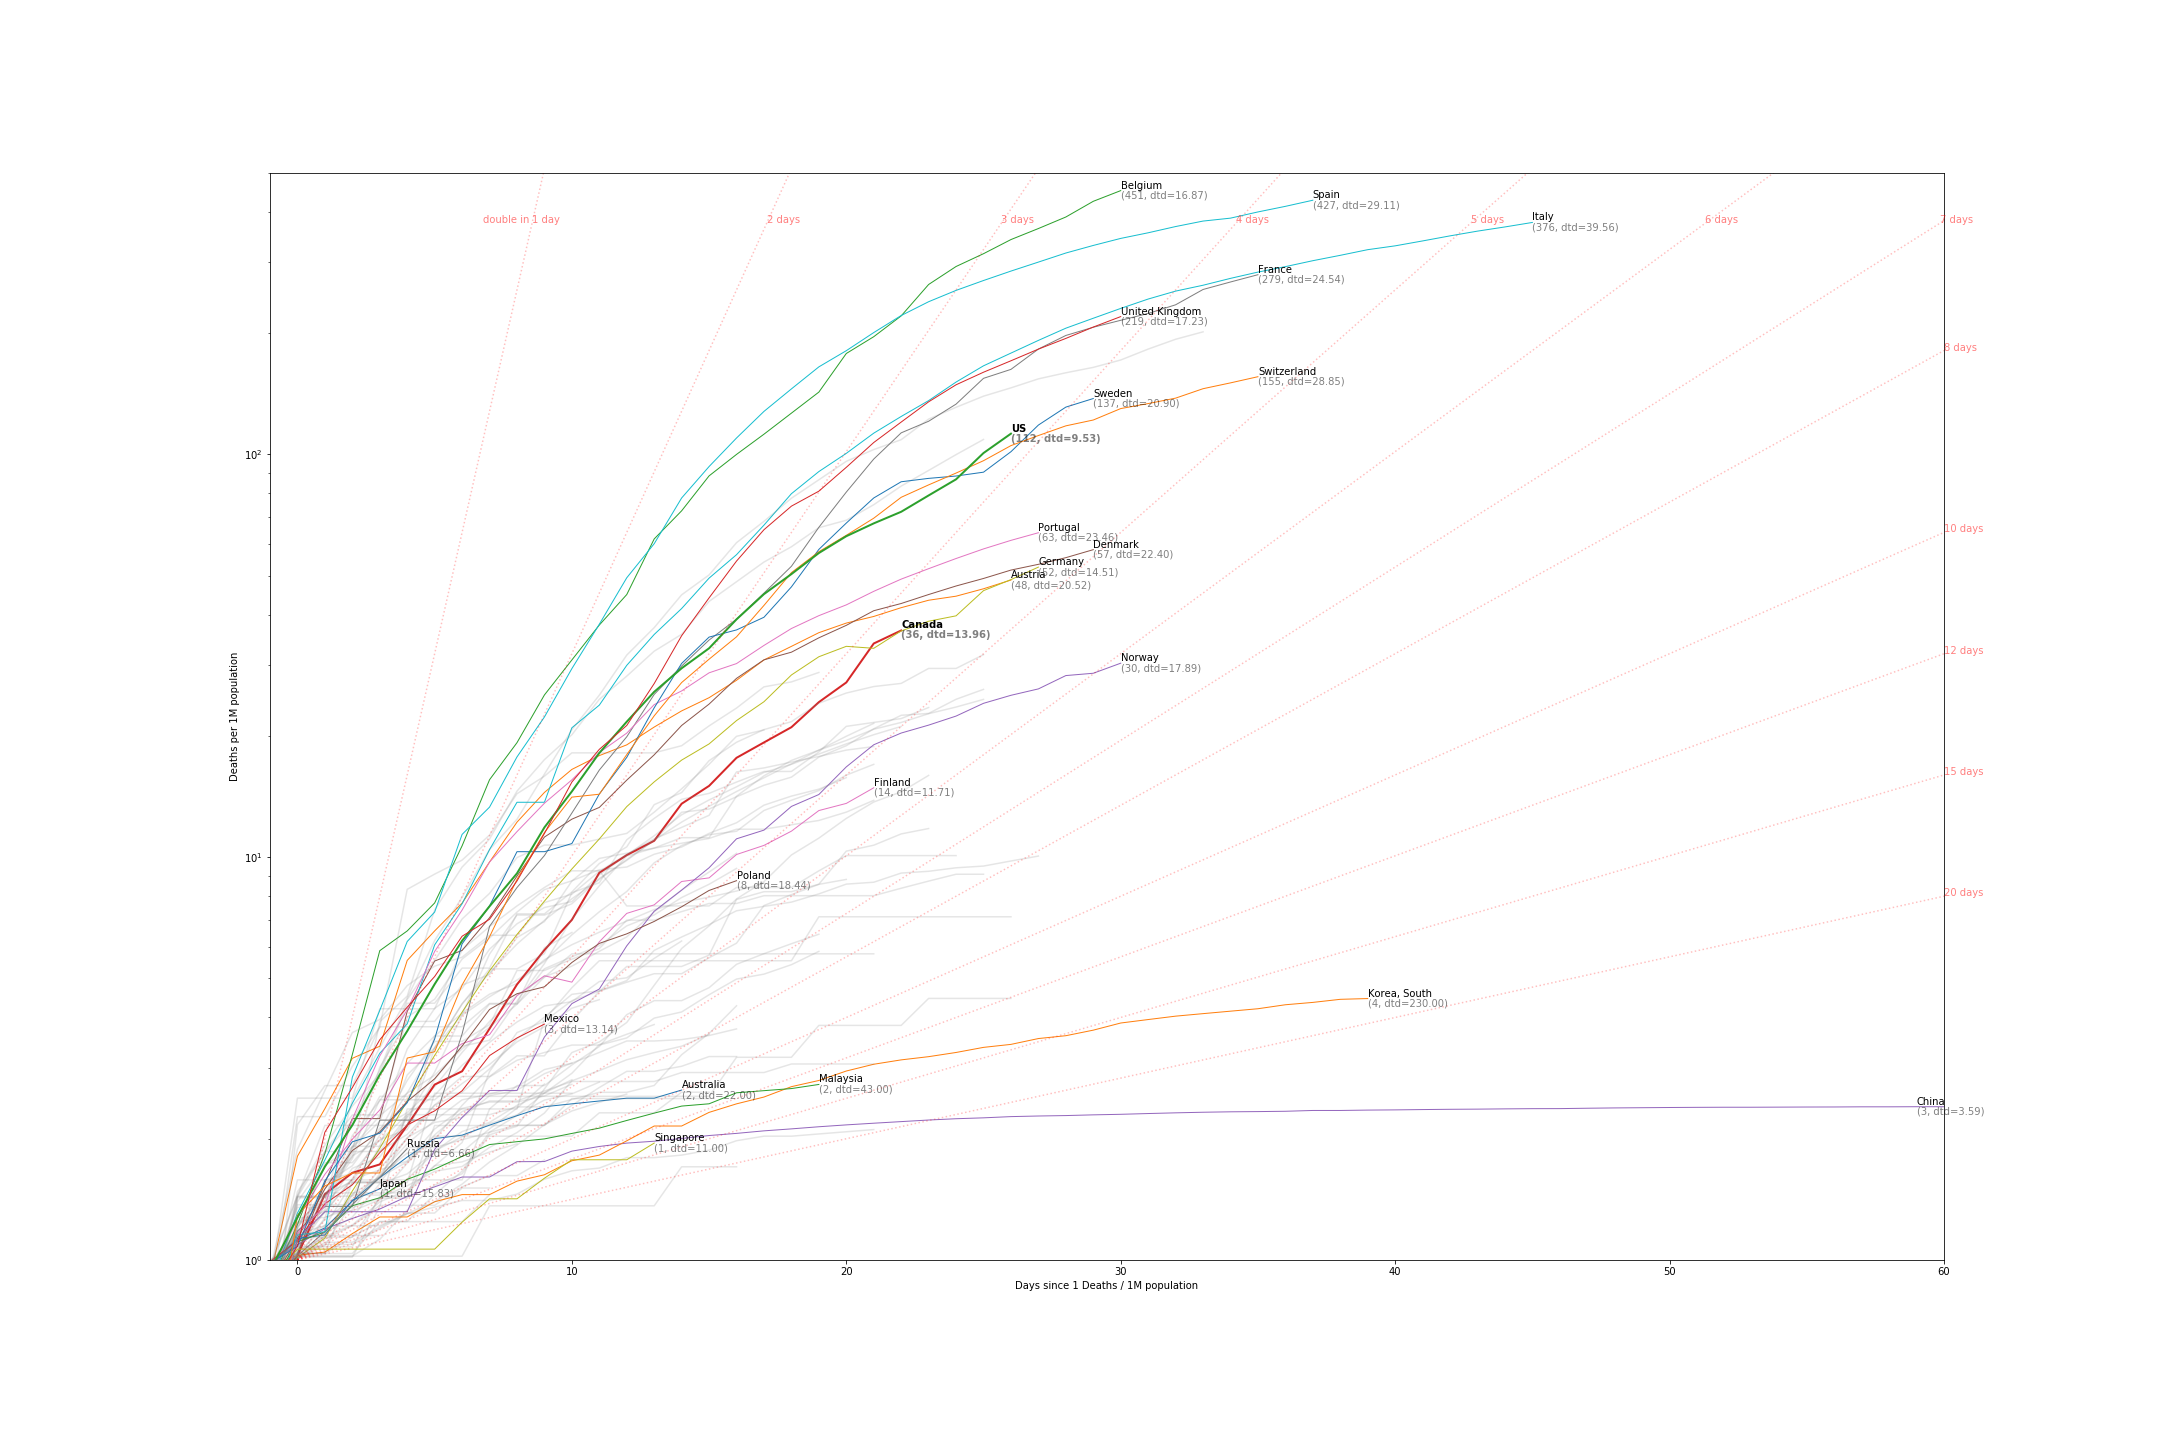 Belgium
(451, dtd=16.87)
Spain
(427, dtd=29.11)
double in 1 day
2 days
3 days
4 days
5 days
6 days
7 days
Italy
(376, dtd=39.56)
France
(279, dtd=24.54)
United Kingdom
(219, dtd=17.23)
8 days
Switzerland
(155, dtd=28.85)
Sweden
(137, dtd=20.90)
US
(112, dtd=9.53)
10²
Portugal
(63, dtd=23.46)
10 days
Denmark
(57, dtd=22.40)
Germany
(52, dtd=14.51)
Austria
(48, dtd=20.52)
Canada
(36, dtd=13.96)
12 days
Norway
(30, dtd=17.89)
Deaths per 1M population
15 days
Finland
(14, dtd=11.71)
10¹
Poland
(8, dtd=18.44)
20 days
Korea, South
(4, dtd=230.00)
Mexico
(3, dtd=13.14)
Malaysia
(2, dtd=43.00)
Australia
(2, dtd=22.00)
China
(3, dtd=3.59)
Singapore
(1, dtd=11.00)
Russia
(1, dtd=6.66)
Japan
(1, dtd=15.83)
10⁰
0 10 20 30 40 50 60
Days since 1 Deaths / 1M population